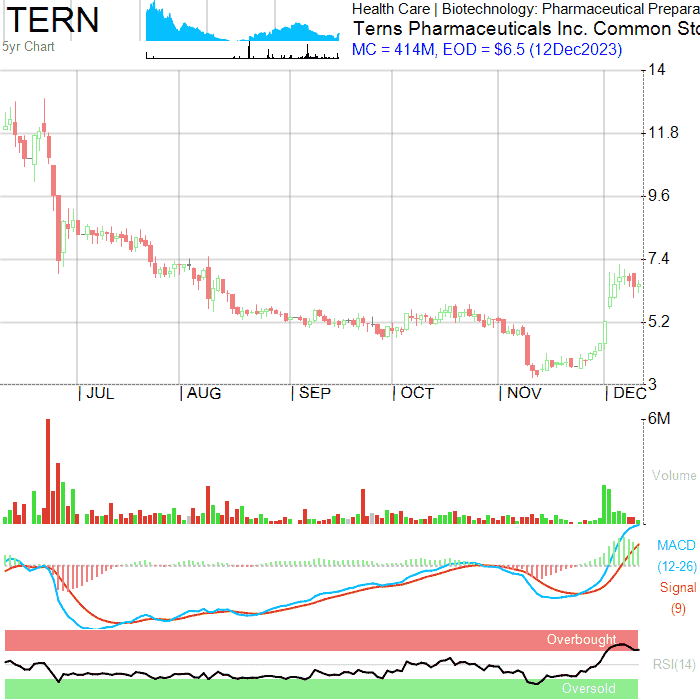 TERN
5yr Chart
Health Care | Biotechnology: Pharmaceutical Prepara
Terns Pharmaceuticals Inc. Common Sto
MC = 414M, EOD = $6.5 (12Dec2023)
14
11.8
9.6
7.4
5.2
3
JUL AUG SEP OCT NOV DEC
6M
Volume
MACD
(12-26)
Signal
(9)
Overbought
RSI(14)
Oversold